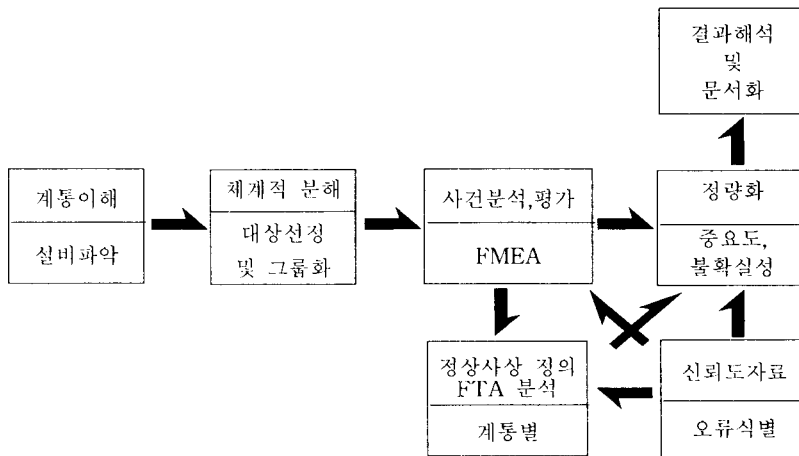 결과해석
및
문서화
계통이해
설비파악
체계적 분해
대상선정
및 그룹화
사건분석,평가
FMEA
정량화
중요도,
불확실성
정상사상 정의
FTA 분석
계통별
신뢰도자료
오류식별